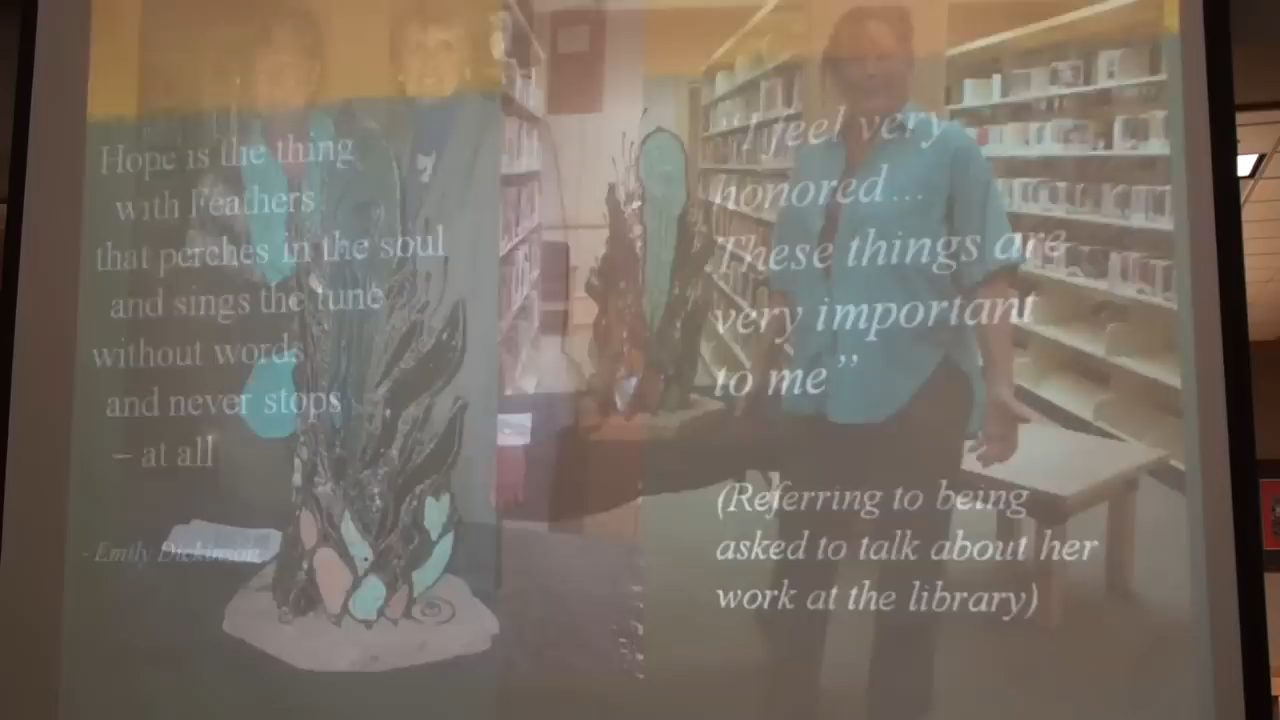 Hope is the thing
with Feathers
that perches in the soul
and sings the tune
without words
and never stops
– at all
- Emily Dickinson
“I feel very
honored...
These things are
very important
to me”
(Referring to being
asked to talk about her
work at the library)